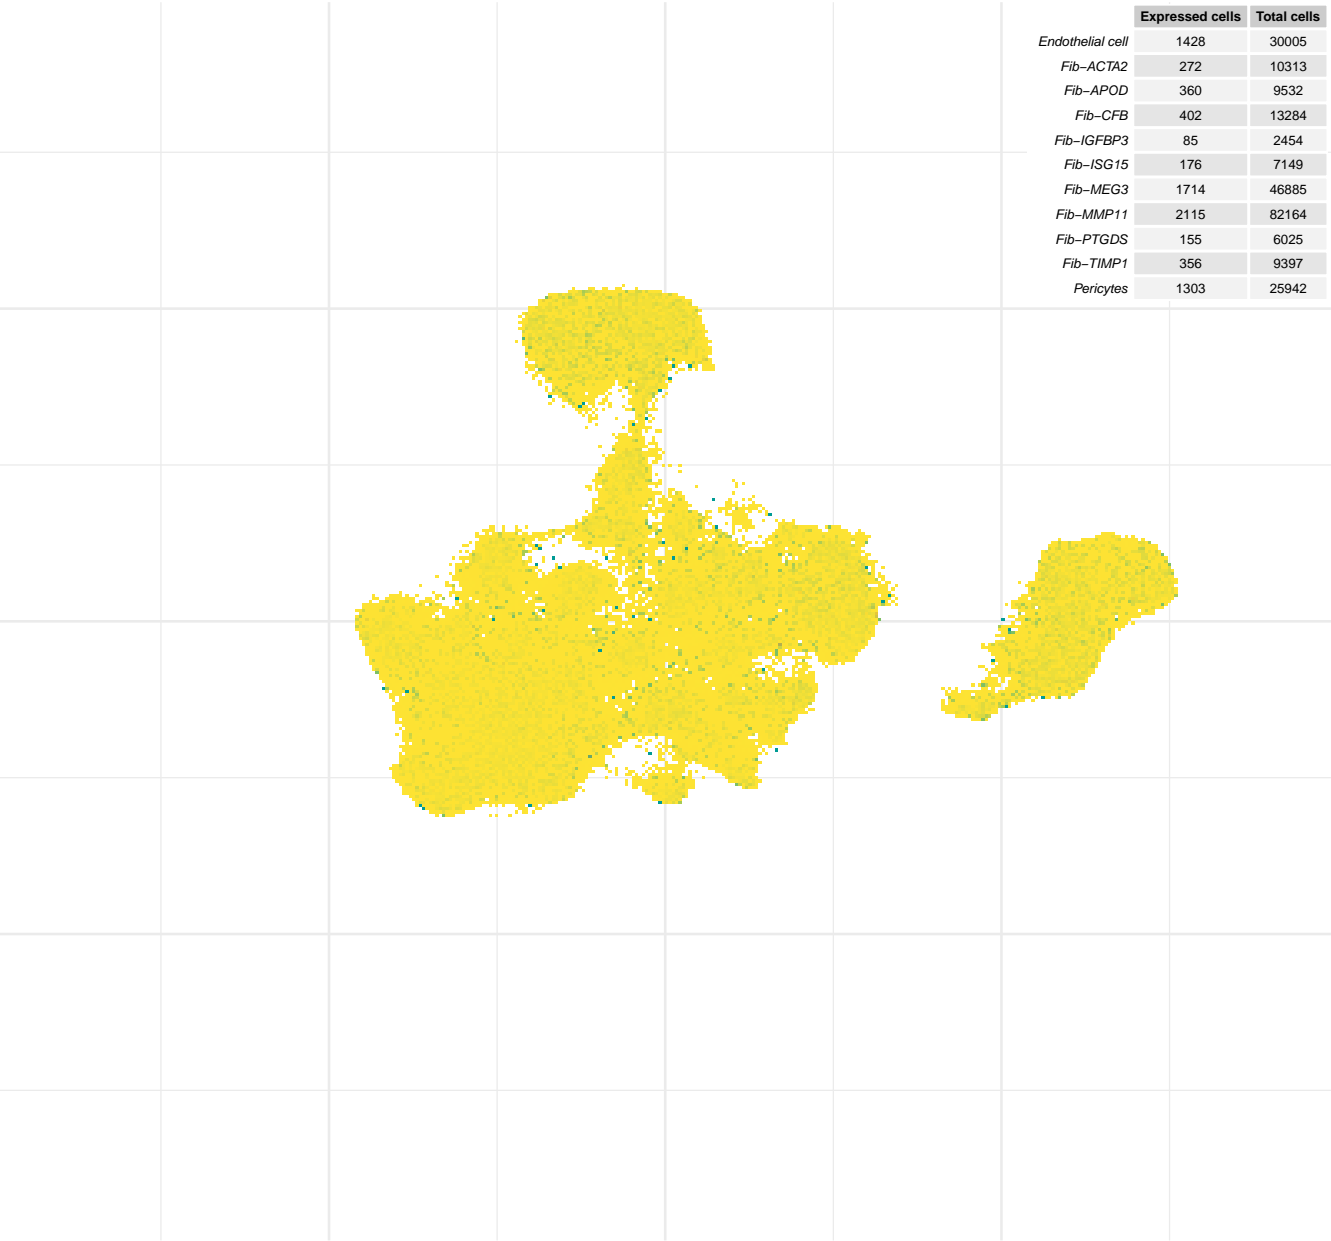 Expressed cells Total cells
Endothelial cell 1428 30005
Fib−ACTA2 272 10313
Fib−APOD 360 9532
Fib−CFB 402 13284
Fib−IGFBP3 85 2454
Fib−ISG15 176 7149
Fib−MEG3 1714 46885
Fib−MMP11 2115 82164
Fib−PTGDS 155 6025
Fib−TIMP1 356 9397
Pericytes 1303 25942